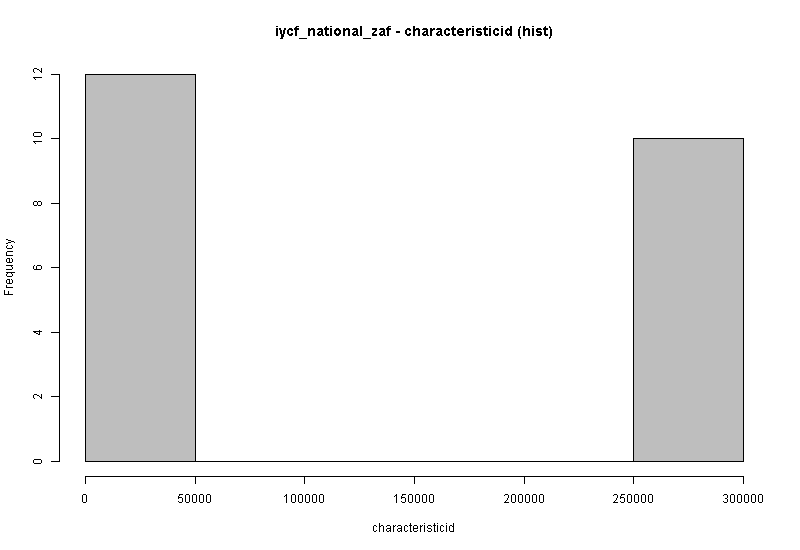 iycf_national_zaf - characteristicid (hist)
12
10
8
6
4
2
0
Frequency
0 50000 100000 150000 200000 250000 300000
characteristicid